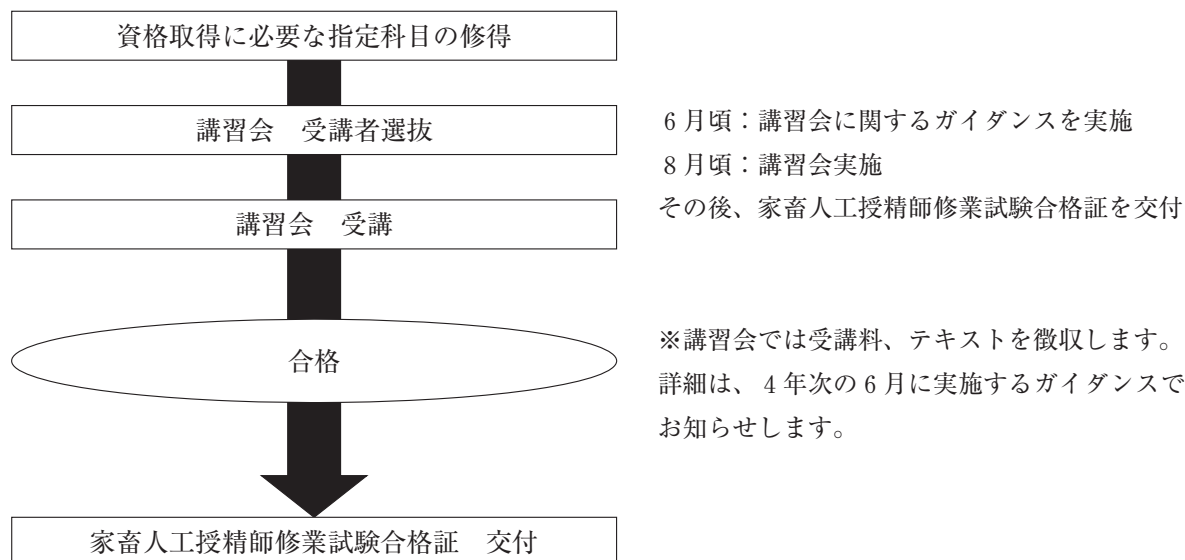 資格取得に必要な指定科目の修得
講習会　受講者選抜
講習会　受講
合格
家畜人工授精師修業試験合格証　交付
6月頃：講習会に関するガイダンスを実施
8月頃：講習会実施
その後、家畜人工授精師修業試験合格証を交付
※講習会では受講料、テキストを徴収します。
詳細は、4年次の6月に実施するガイダンスで
お知らせします。